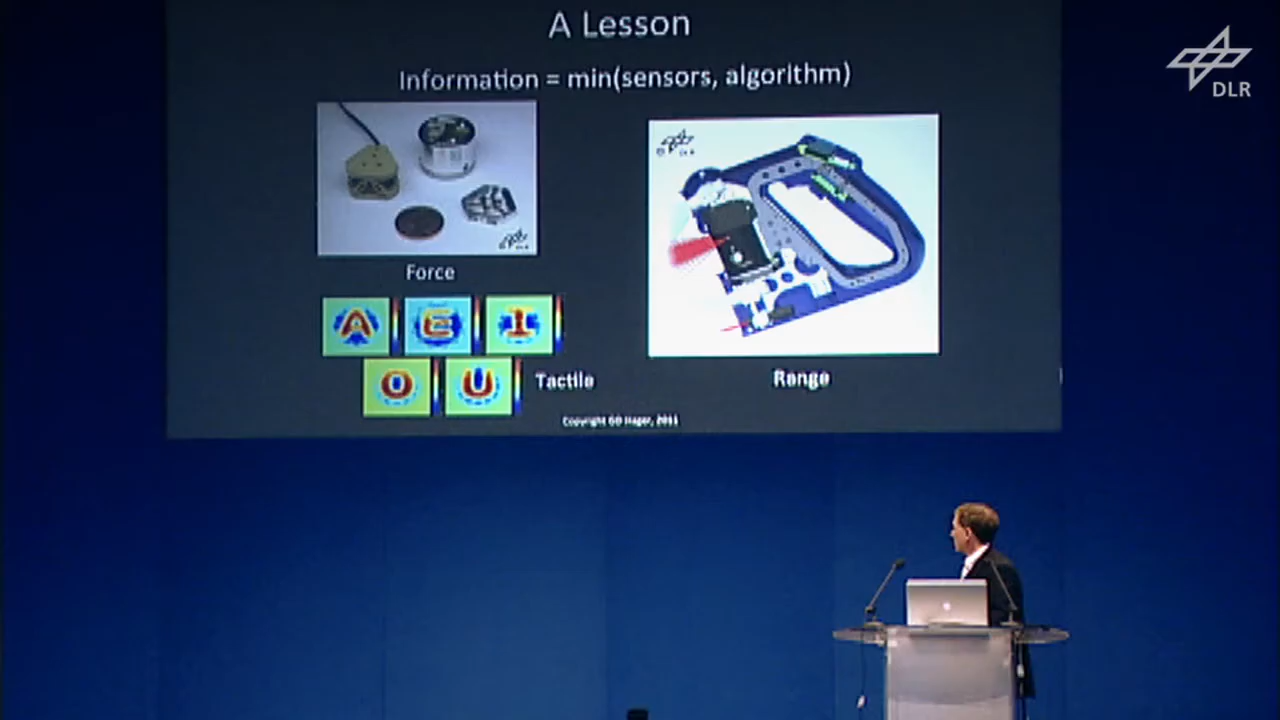 A Lesson
Information = min(sensors, algorithm)
DLR
Force
A E I
O U
Tactile
Range
Copyright GD Hager, 2011